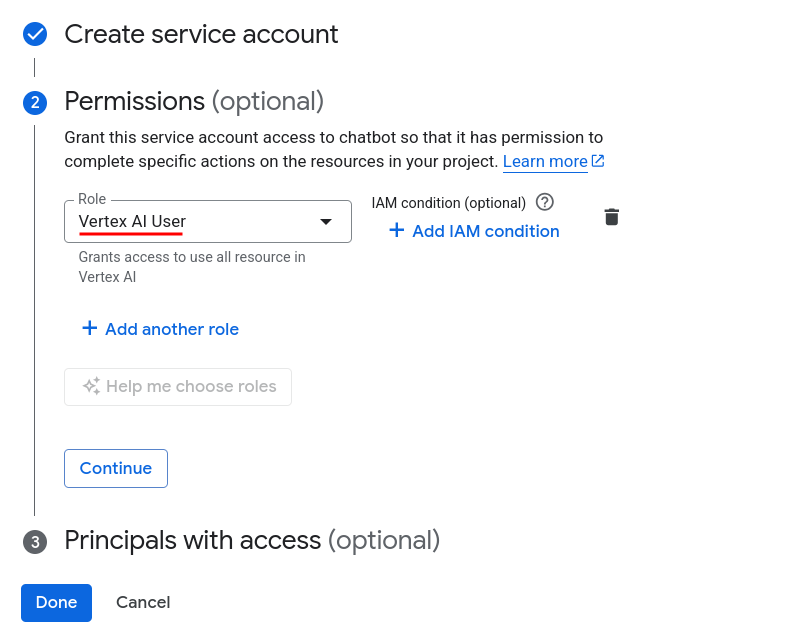 Create service account
2 Permissions (optional)
Grant this service account access to chatbot so that it has permission to
complete specific actions on the resources in your project. Learn more
Role
Vertex AI User
Grants access to use all resource in
Vertex AI
IAM condition (optional) ?
+ Add IAM condition
+ Add another role
Help me choose roles
Continue
3 Principals with access (optional)
Done Cancel